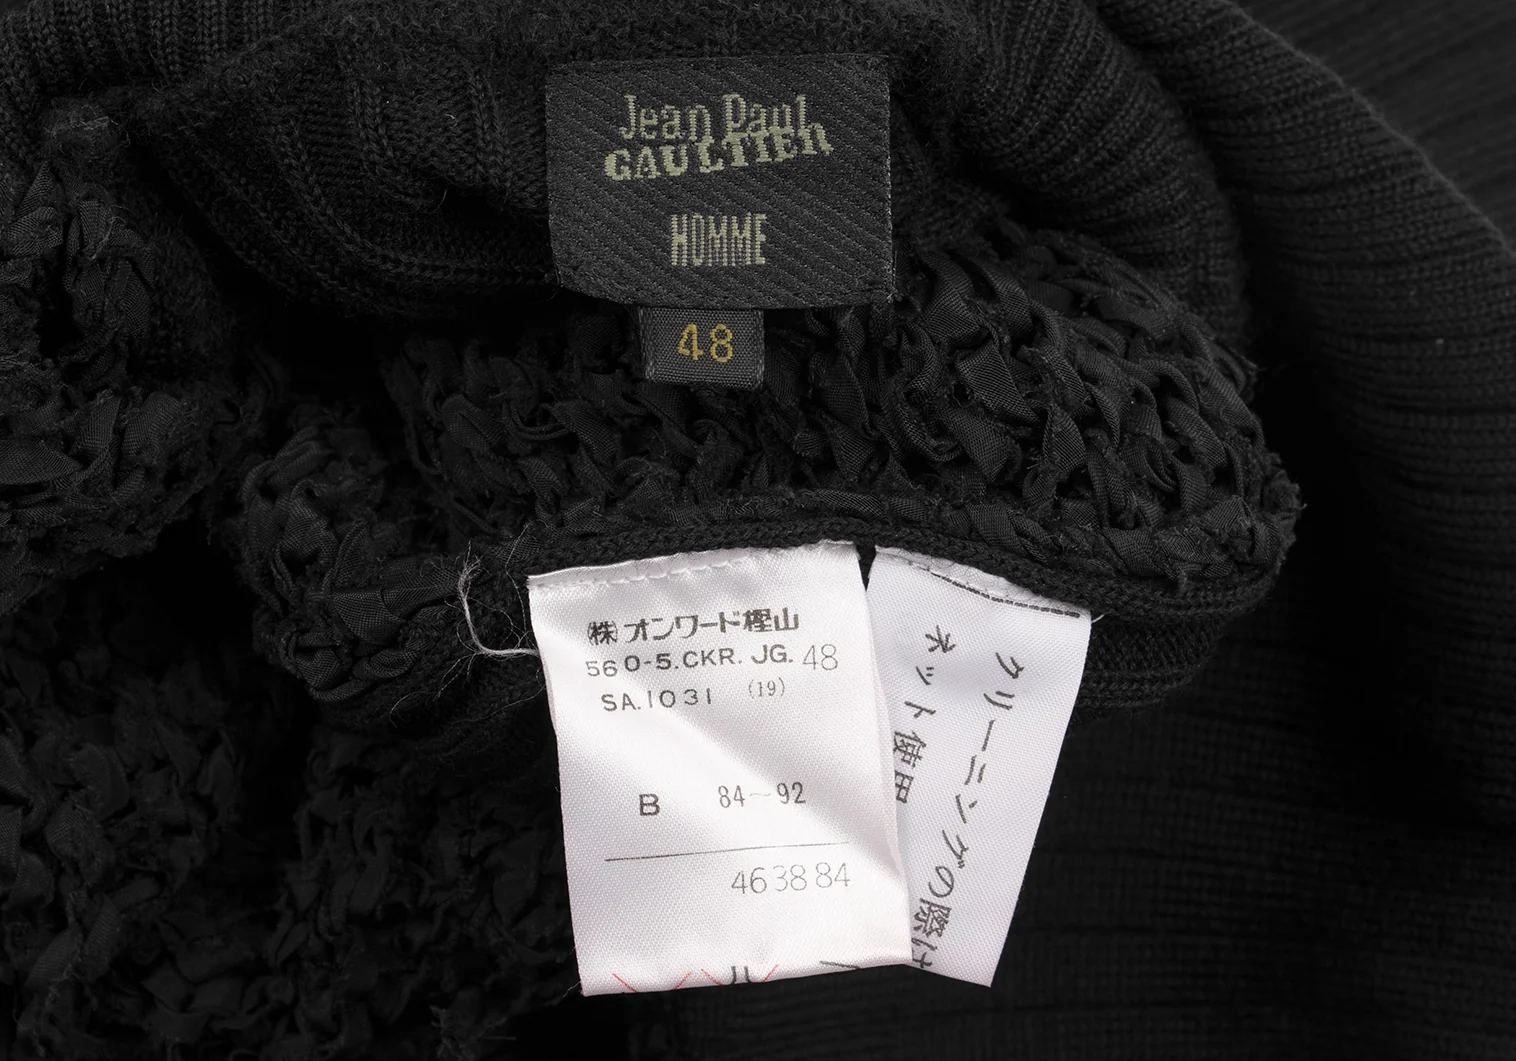 Jean Paul
GAULTIER
HOMME
48
(株)オンワード樫山
560-5.CKR. JG. 48
SA.1031 (19)
B 84~92
463884
クリーニングの際は
ネット使用